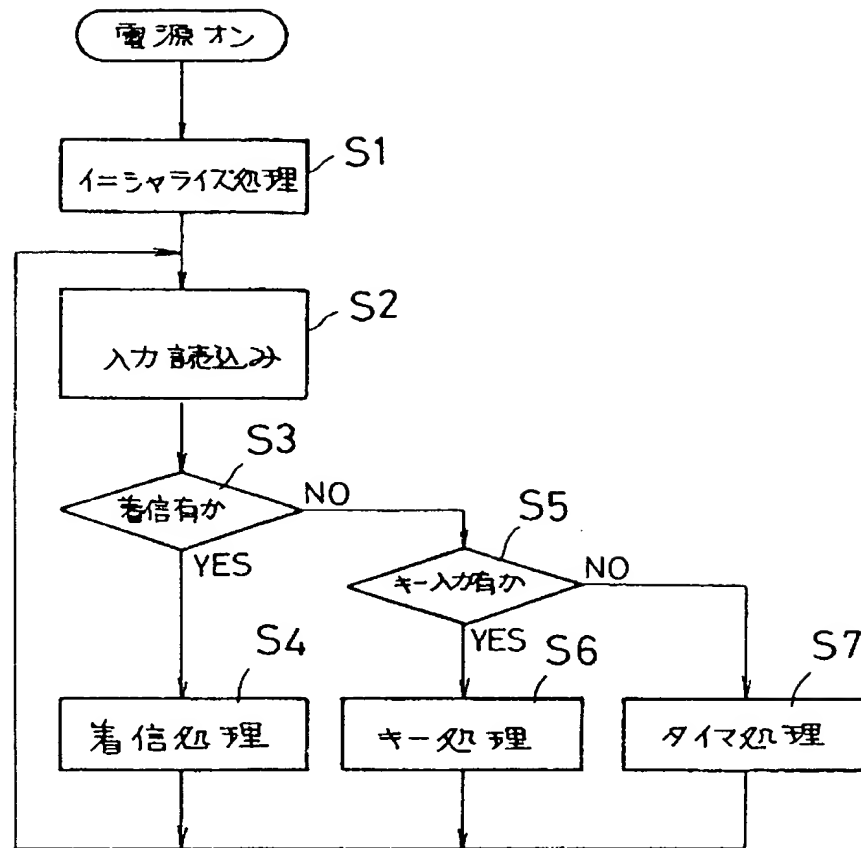 電源オン
イニシャライズ処理
S1
入力読込み
S2
着信有か
S3
NO
YES
キー入力有か
S5
NO
YES
着信処理
S4
キー処理
S6
タイマ処理
S7